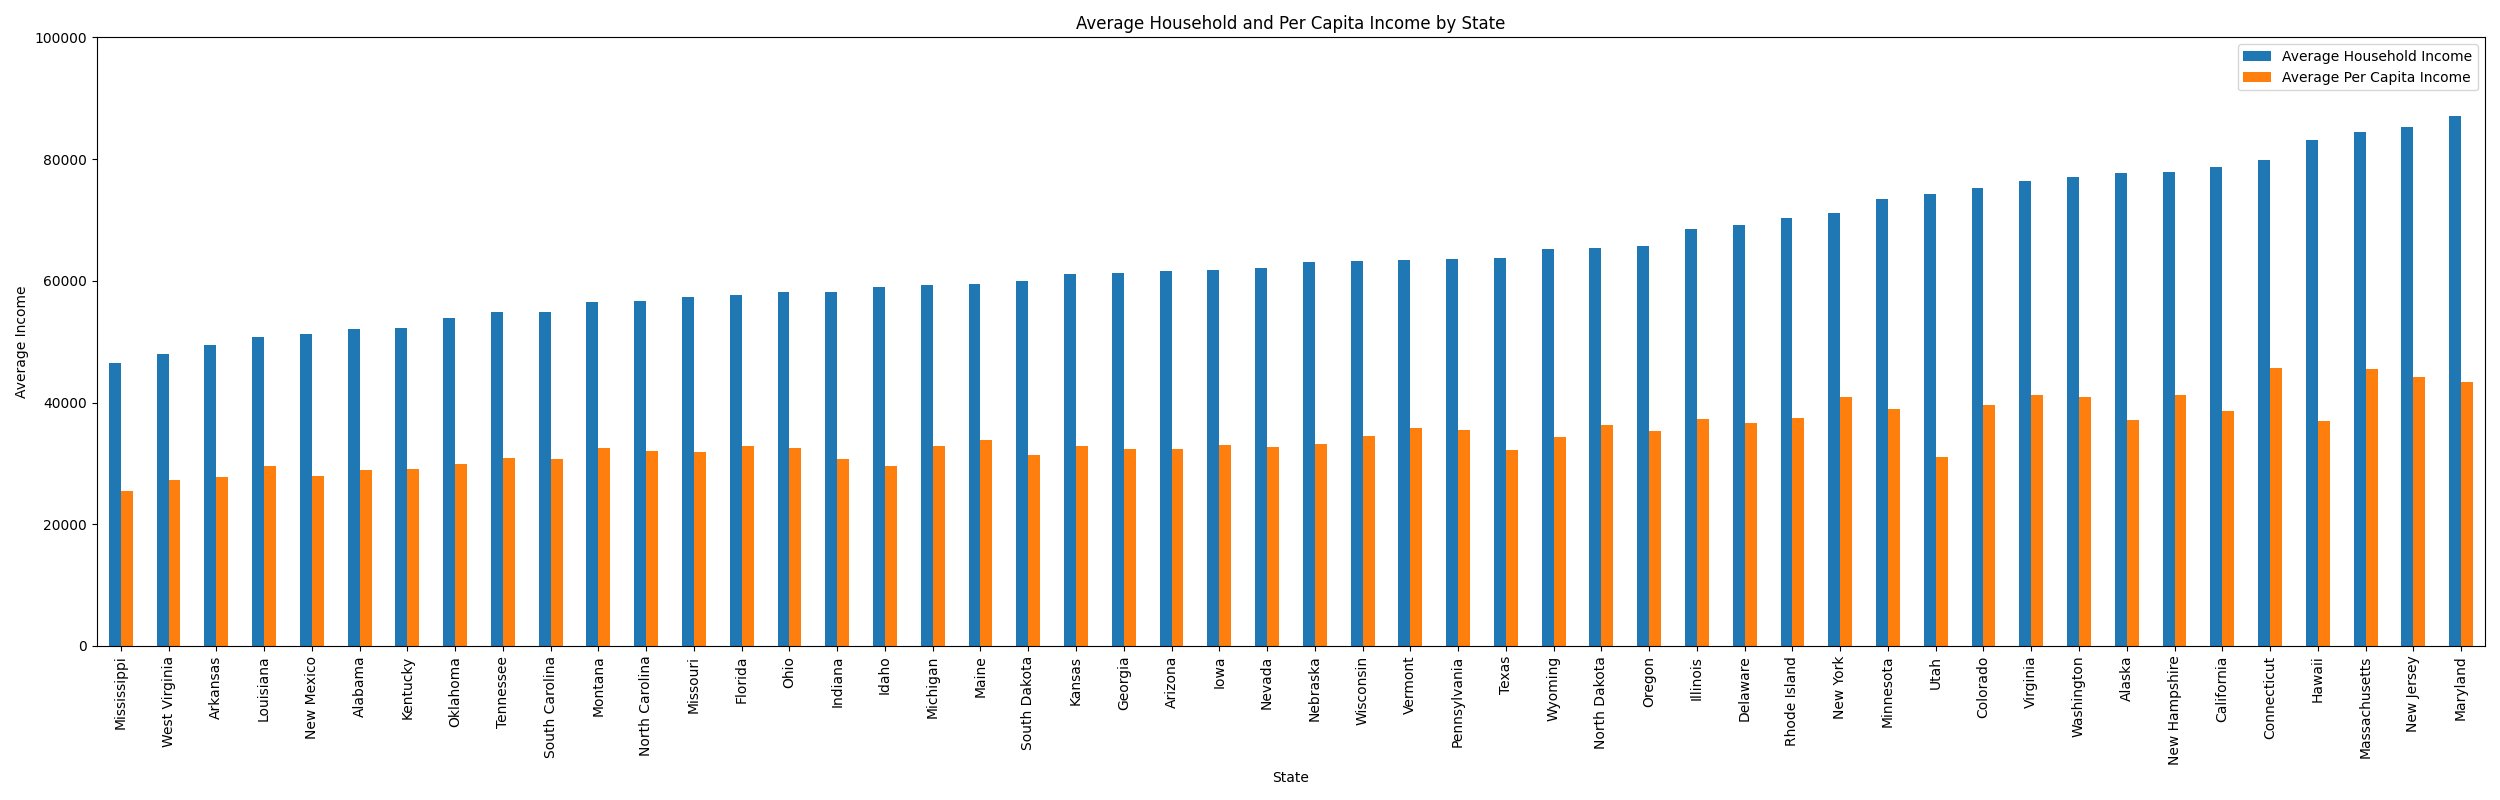 Average Household and Per Capita Income by State
100000
80000
60000
40000
20000
0
Average Income
Average Household Income
Average Per Capita Income
Mississippi
West Virginia
Arkansas
Louisiana
New Mexico
Alabama
Kentucky
Oklahoma
Tennessee
South Carolina
Montana
North Carolina
Missouri
Florida
Ohio
Indiana
Idaho
Michigan
Maine
South Dakota
Kansas
Georgia
Arizona
Iowa
Nevada
Nebraska
Wisconsin
Vermont
Pennsylvania
Texas
Wyoming
North Dakota
Oregon
Illinois
Delaware
Rhode Island
New York
Minnesota
Utah
Colorado
Virginia
Washington
Alaska
New Hampshire
California
Connecticut
Hawaii
Massachusetts
New Jersey
Maryland
State